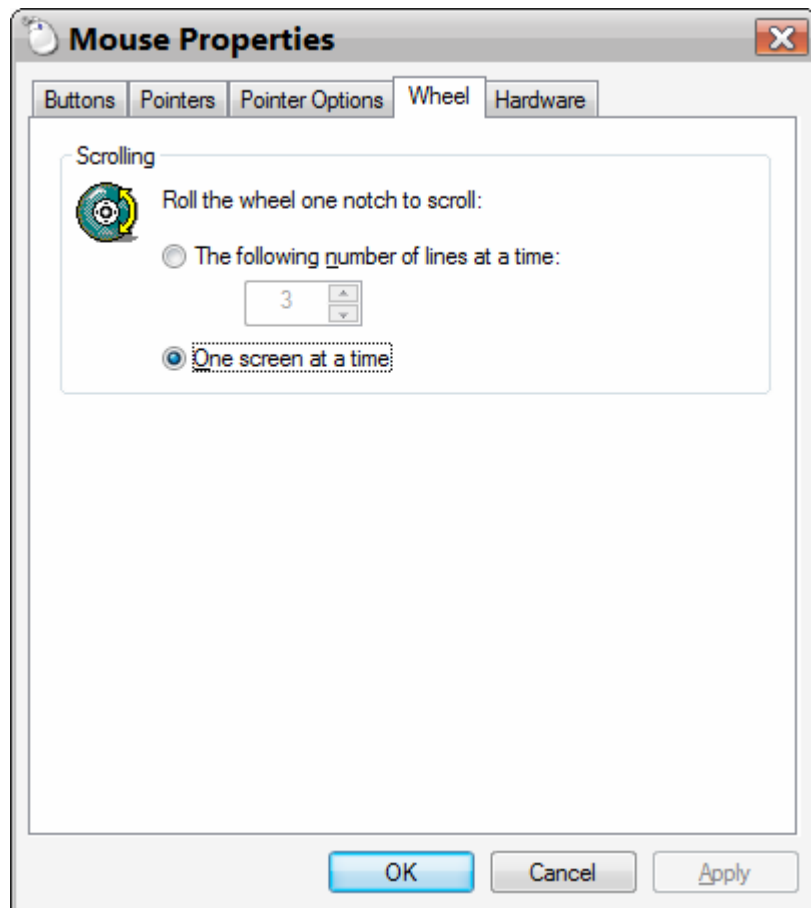 Mouse Properties
Buttons Pointers Pointer Options Wheel Hardware
Scrolling
Roll the wheel one notch to scroll:
The following number of lines at a time:
3
One screen at a time
OK Cancel Apply